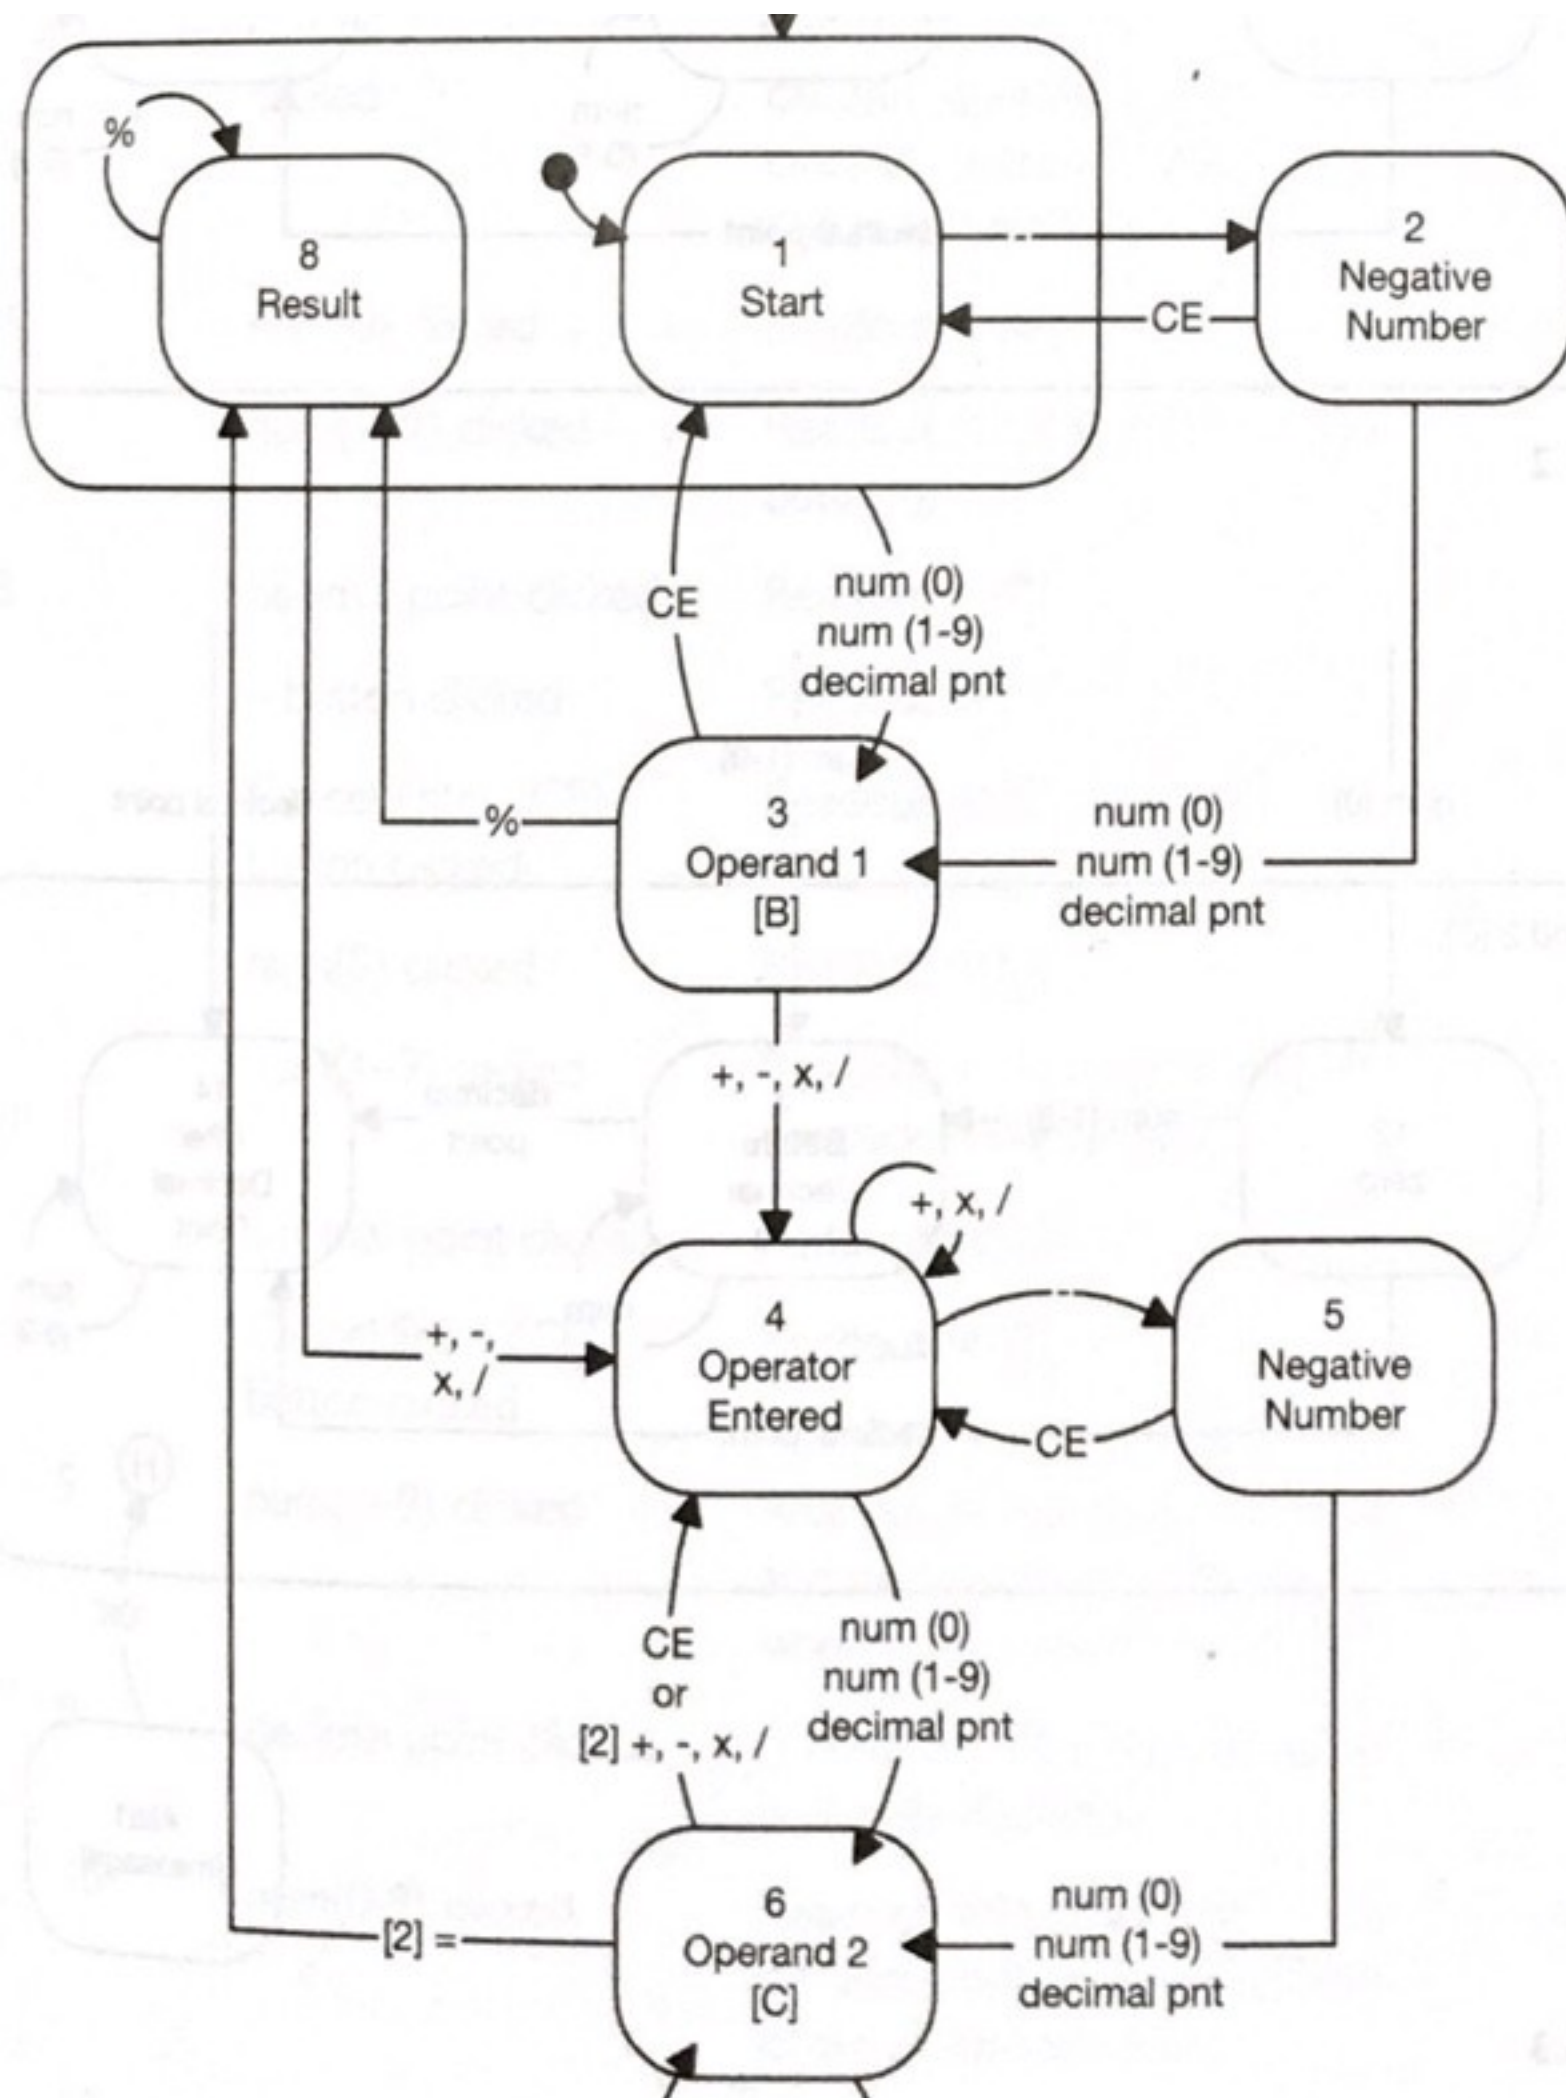 %
8
Result
1
Start
-
CE
2
Negative
Number
CE
num (0)
num (1-9)
decimal pnt
%
3
Operand 1
[B]
num (0)
num (1-9)
decimal pnt
+, -, x, /
+, x, /
+, -,
x, /
4
Operator
Entered
-
CE
5
Negative
Number
CE
or
[2] +, -, x, /
num (0)
num (1-9)
decimal pnt
[2] =
6
Operand 2
[C]
num (0)
num (1-9)
decimal pnt